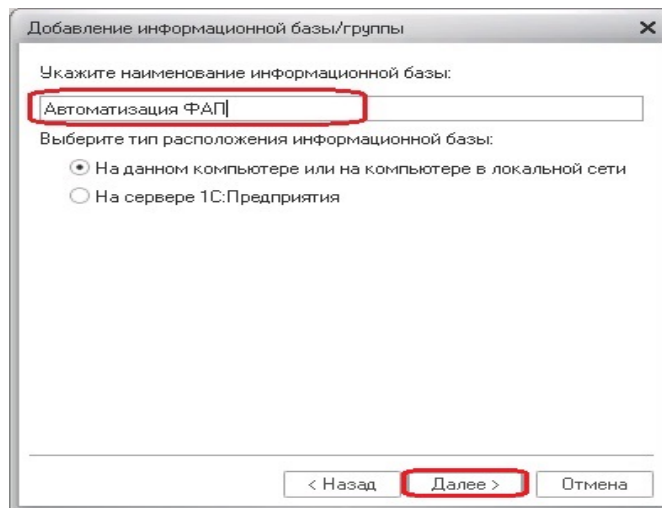 Добавление информационной базы/группы
Укажите наименование информационной базы:
Автоматизация ФАП
Выберите тип расположения информационной базы:
На данном компьютере или на компьютере в локальной сети
На сервере 1С:Предприятия
< Назад Далее > Отмена